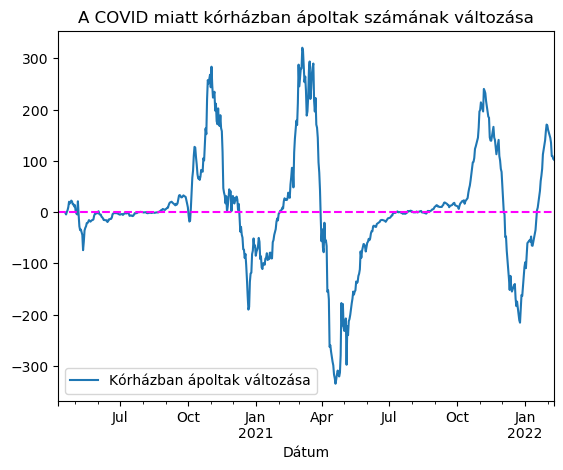 A COVID miatt kórházban ápoltak számának változása
300
200
100
0
−100
−200
−300
Kórházban ápoltak változása
Jul Oct Jan Apr Jul Oct Jan
2021 2022
Dátum